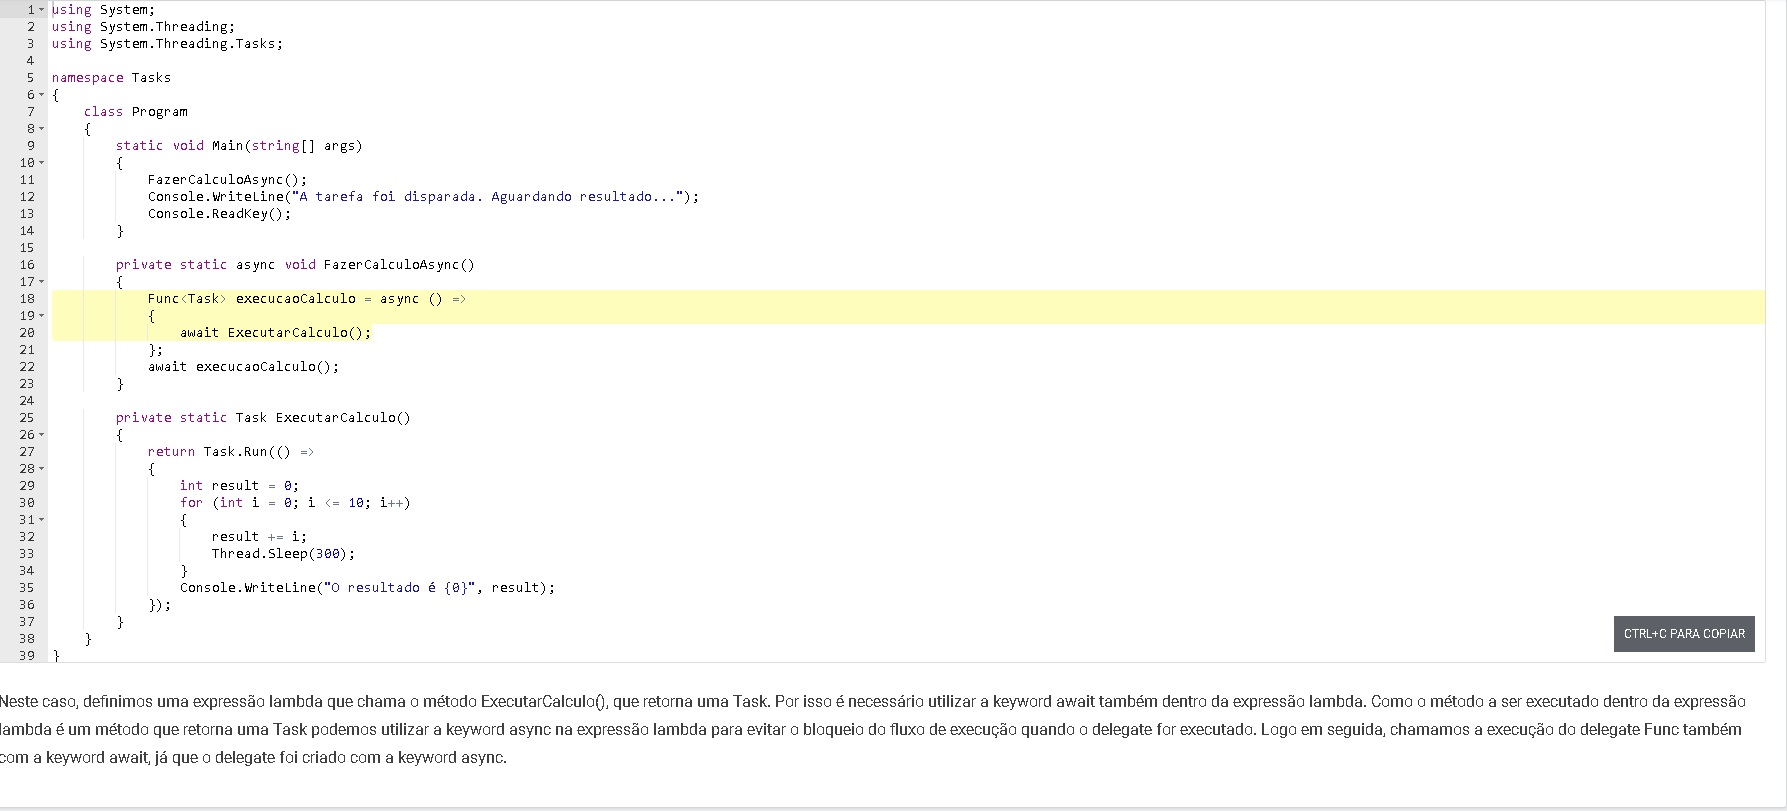 1 using System;
2 using System.Threading;
3 using System.Threading.Tasks;
4
5 namespace Tasks
6 {
7     class Program
8     {
9         static void Main(string[] args)
10         {
11             FazerCalculoAsync();
12             Console.WriteLine("A tarefa foi disparada. Aguardando resultado...");
13             Console.ReadKey();
14         }
15
16         private static async void FazerCalculoAsync()
17         {
18             Func<Task> execucaoCalculo = async () =>
19             {
20                 await ExecutarCalculo();
21             };
22             await execucaoCalculo();
23         }
24
25         private static Task ExecutarCalculo()
26         {
27             return Task.Run(() =>
28             {
29                 int result = 0;
30                 for (int i = 0; i <= 10; i++)
31                 {
32                     result += i;
33                     Thread.Sleep(300);
34                 }
35                 Console.WriteLine("O resultado é {0}", result);
36             });
37         }
38     }
39 }
CTRL+C PARA COPIAR
Neste caso, definimos uma expressão lambda que chama o método ExecutarCalculo(), que retorna uma Task. Por isso é necessário utilizar a keyword await também dentro da expressão lambda. Como o método a ser executado dentro da expressão
lambda é um método que retorna uma Task podemos utilizar a keyword async na expressão lambda para evitar o bloqueio do fluxo de execução quando o delegate for executado. Logo em seguida, chamamos a execução do delegate Func também
com a keyword await, já que o delegate foi criado com a keyword async.